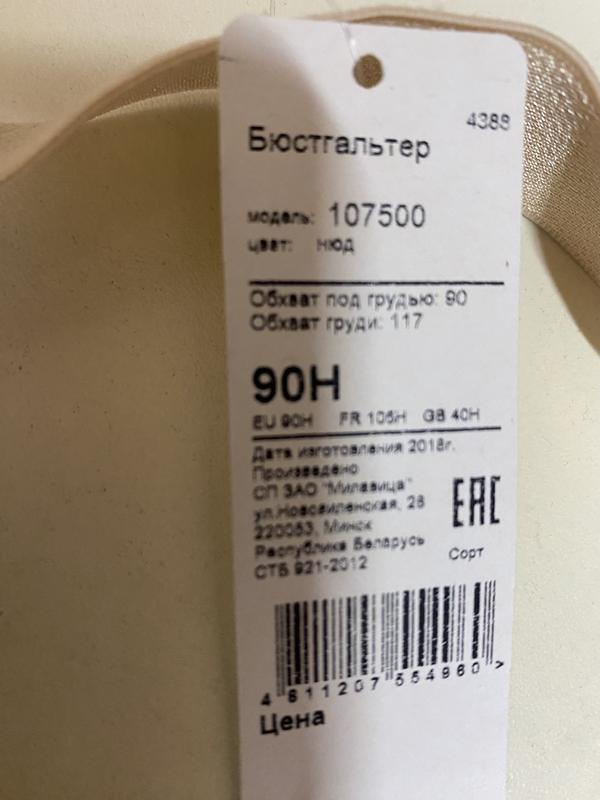 4388
Бюстгальтер
модель: 107500
цвет: нюд
Обхват под грудью: 90
Обхват груди: 117
90H
EU 90H FR 105H GB 40H
Дата изготовления 2018г.
Произведено
СП ЗАО "Милавица"
ул.Новovиленская, 28
220053, Минск
Республика Беларусь
СТБ 921-2012
EAC
Сорт
4 811207 554960 >
Цена